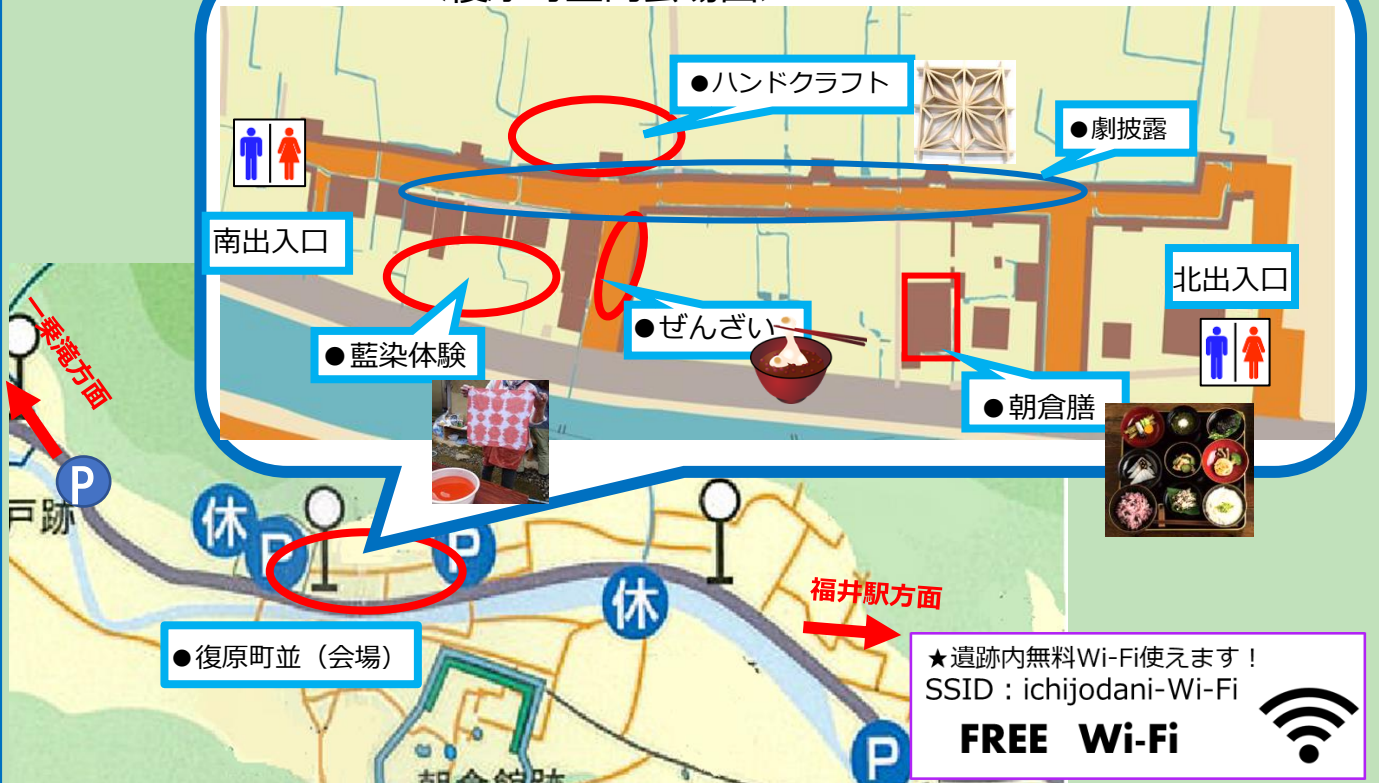 ●ハンドクラフト
●劇披露
南出入口
北出入口
●ぜんざい
●藍染体験
●朝倉膳
一乗滝方面
P
戸跡
休
P
P
休
福井駅方面
●復原町並（会場）
★遺跡内無料Wi-Fi使えます！
SSID：ichijodani-Wi-Fi
FREE Wi-Fi
P